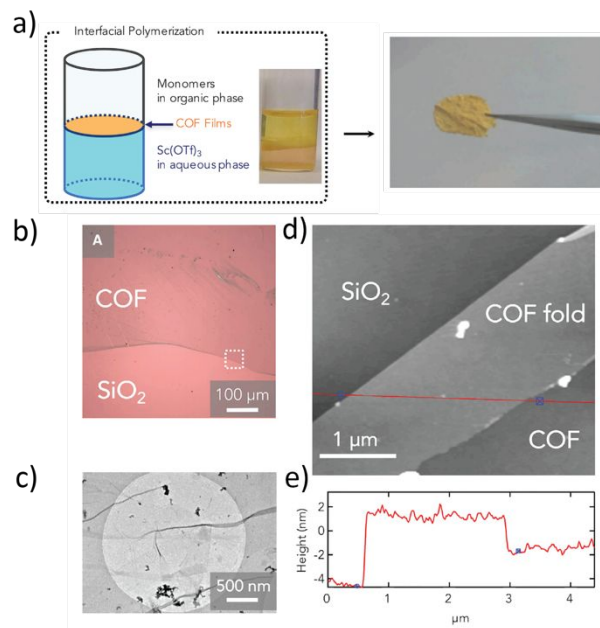 a)
Interfacial Polymerization
Monomers
in organic phase
COF Films
Sc(OTf)3
in aqueous phase
b)
A
COF
SiO2
100 µm
c)
500 nm
d)
SiO2
COF fold
COF
1 µm
e)
Height (nm)
2
0
-2
-4
0
1
2
3
4
µm